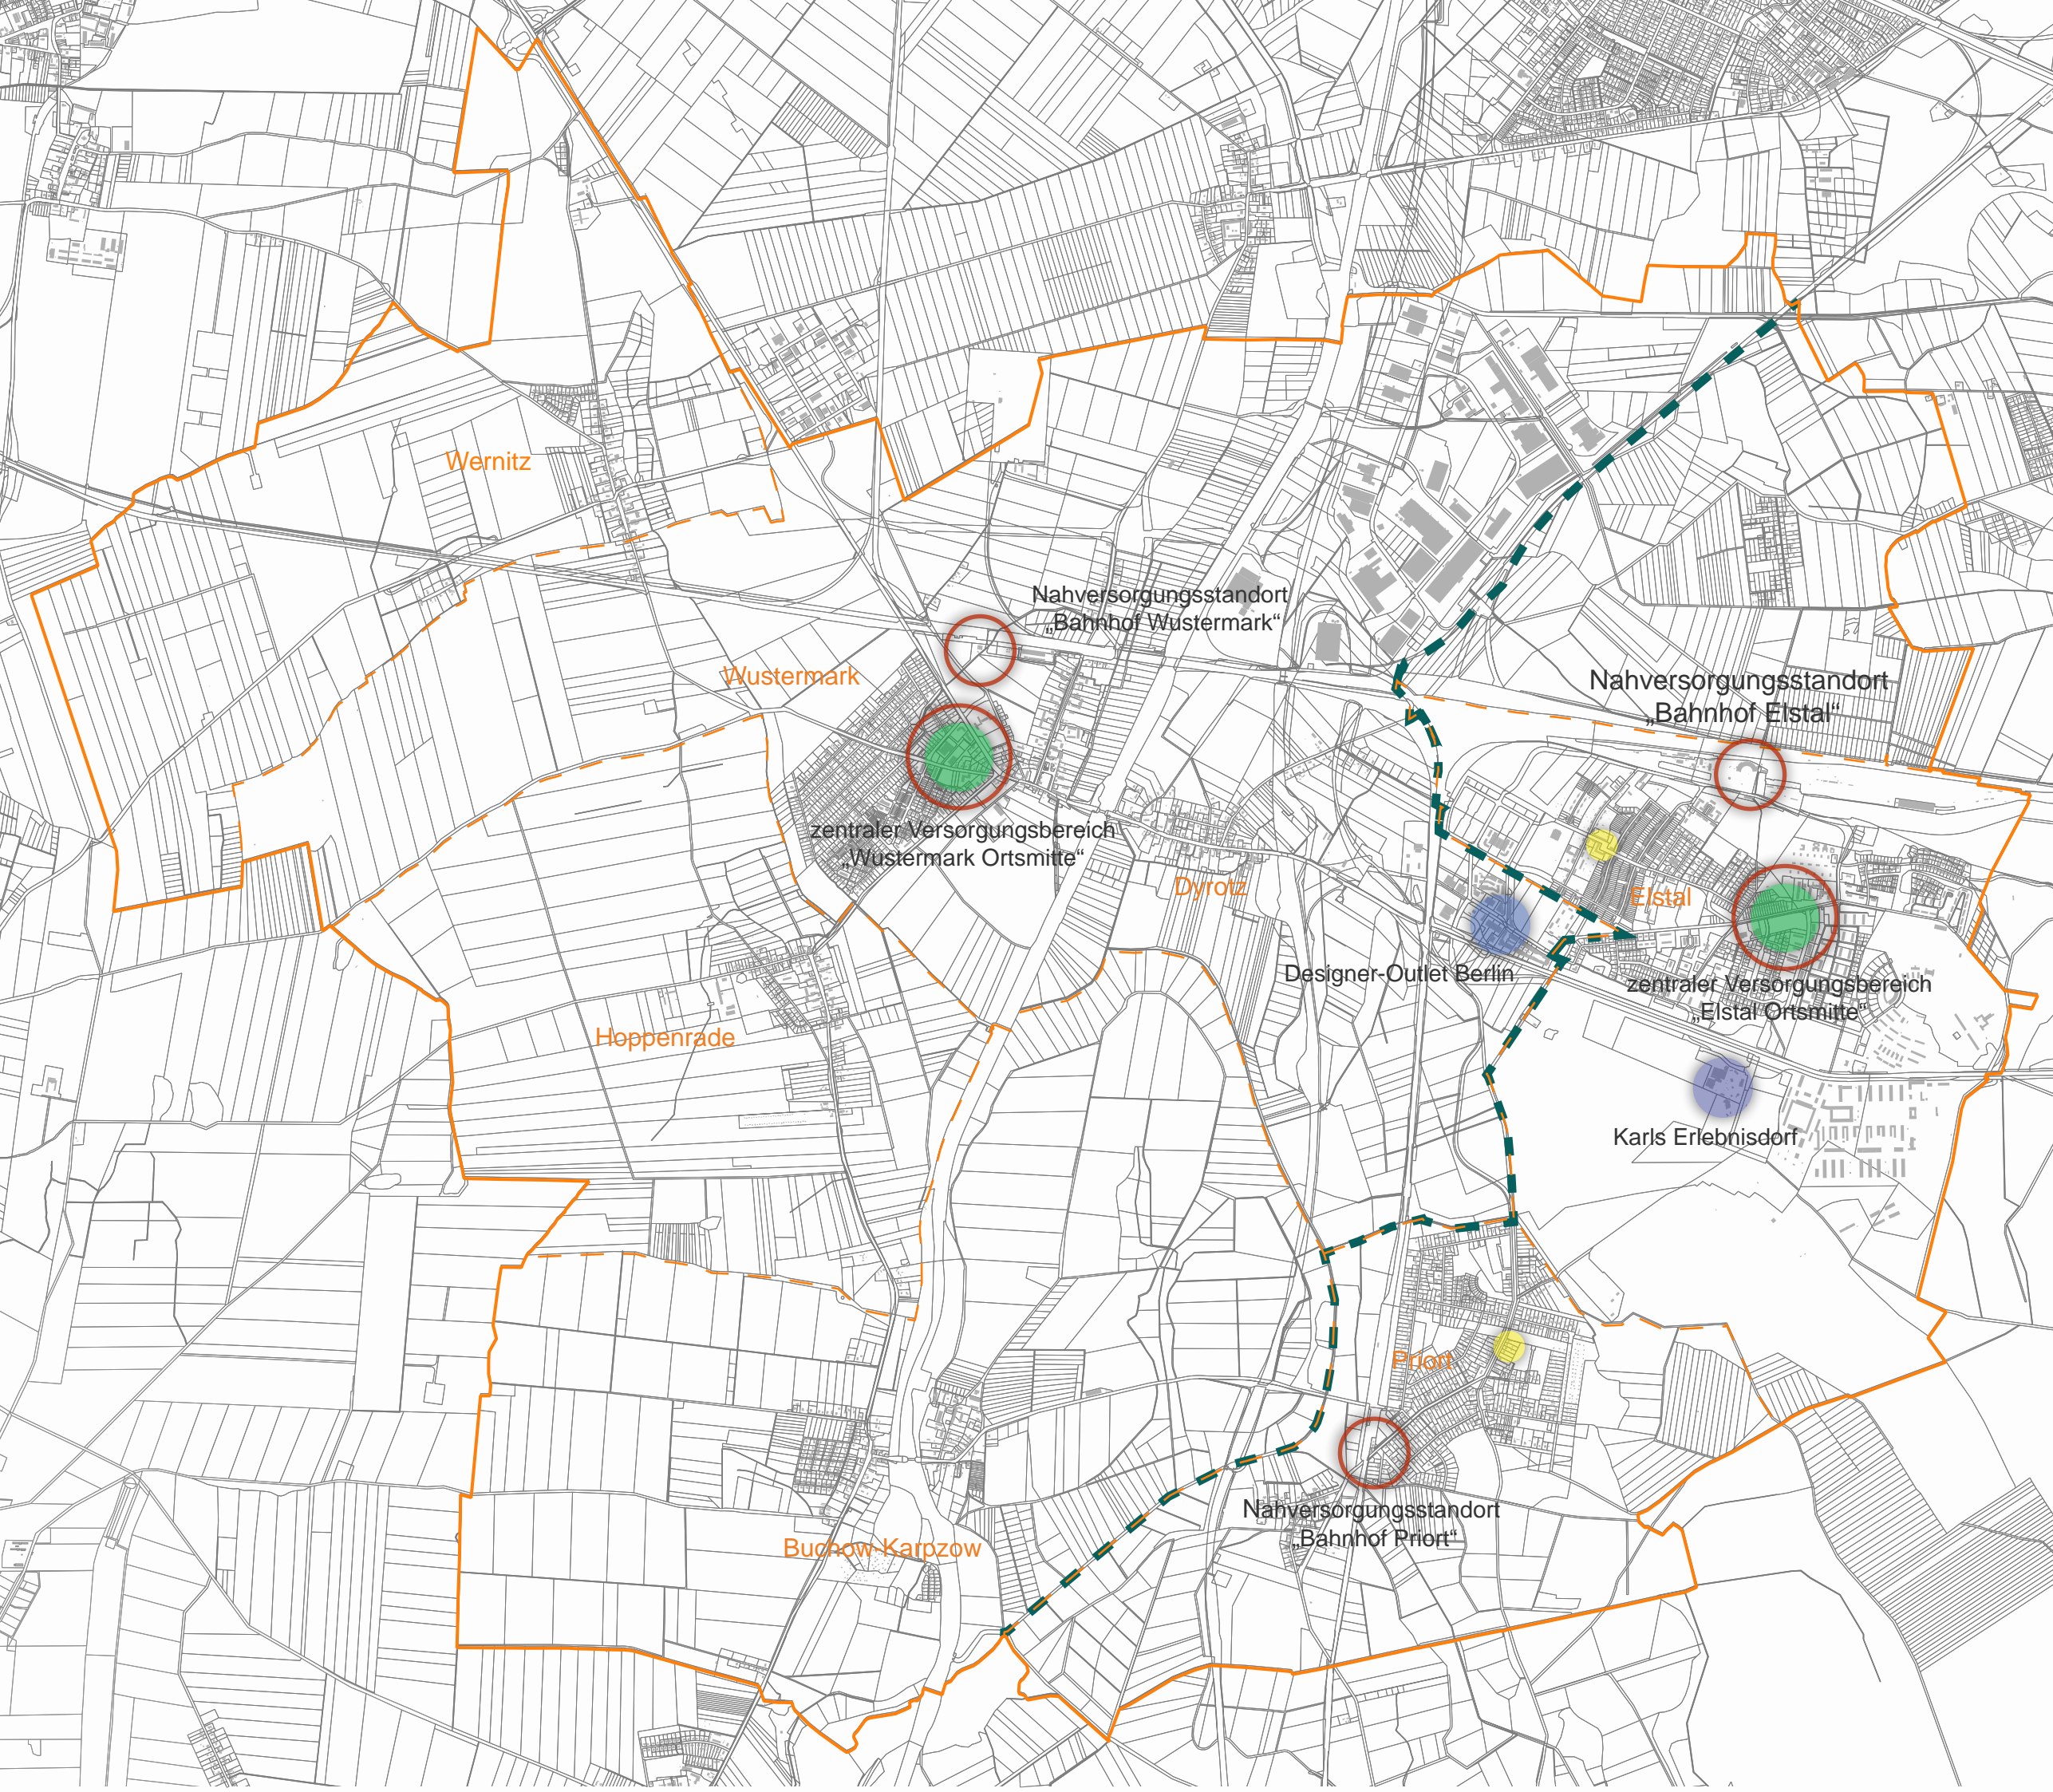 Wernitz
Nahversorgungsstandort
„Bahnhof Wustermark“
Wustermark
Nahversorgungsstandort
„Bahnhof Elstal“
zentraler Versorgungsbereich
„Wustermark Ortsmitte“
Dyrotz
Elstal
Designer-Outlet Berlin
zentraler Versorgungsbereich
„Elstal Ortsmitte“
Hoppenrade
Karls Erlebnisdorf
Priort
Nahversorgungsstandort
„Bahnhof Priort“
Buchow-Karpzow